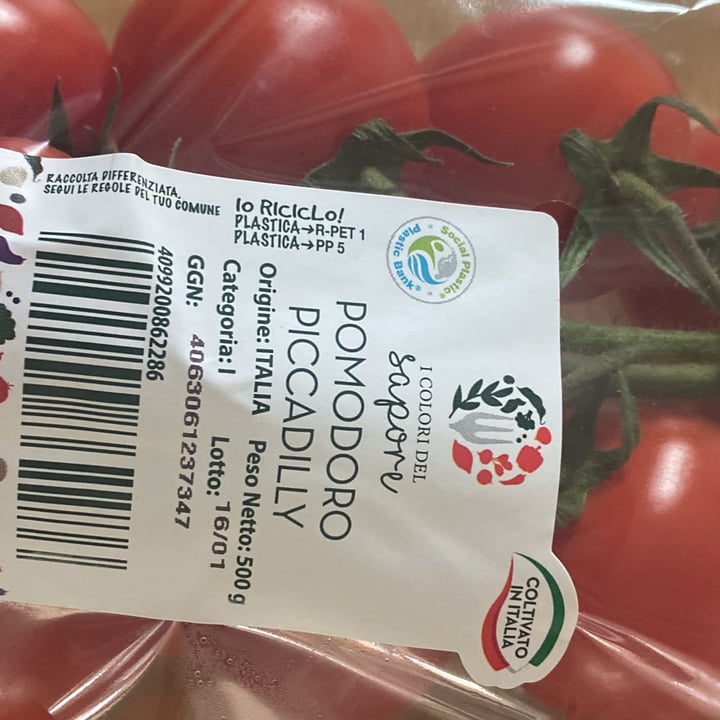 I COLORI DEL
sapore
POMODORO
PICCADILLY
Origine: ITALIA Peso Netto: 500 g
Categoria: I Lotto: 16/01
GGN: 4063061237347
4099200862286
COLTIVATO
IN ITALIA
Social Plastic®
Plastic Bank®
IO RICICLO!
PLASTICA→R-PET 1
PLASTICA→PP 5
RACCOLTA DIFFERENZIATA.
SEGUI LE REGOLE DEL TUO COMUNE